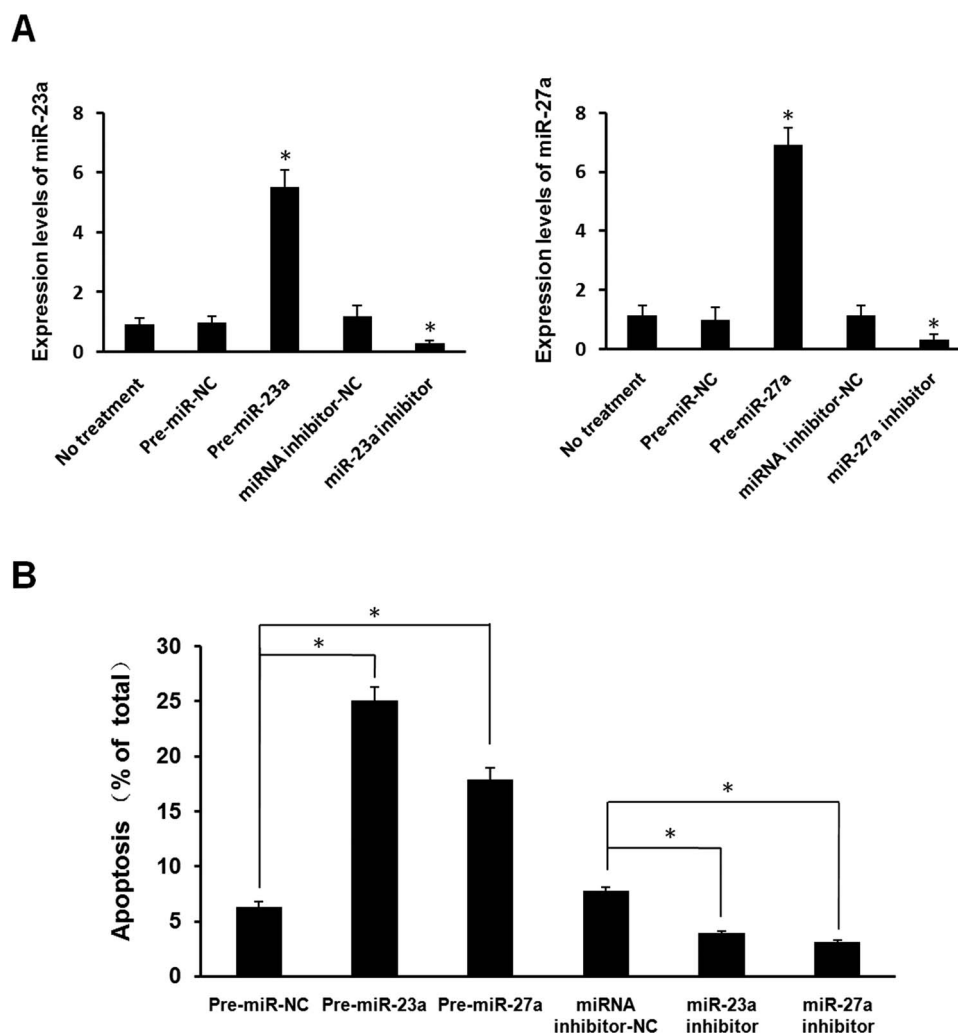 A
Expression levels of miR-23a
8
6
4
2
0
*
*
No treatment
Pre-miR-NC
Pre-miR-23a
miRNA inhibitor-NC
miR-23a inhibitor
Expression levels of miR-27a
8
6
4
2
0
*
*
No treatment
Pre-miR-NC
Pre-miR-27a
miRNA inhibitor-NC
miR-27a inhibitor
B
Apoptosis（% of total）
30
25
20
15
10
5
0
*
*
*
*
Pre-miR-NC
Pre-miR-23a
Pre-miR-27a
miRNA
inhibitor-NC
miR-23a
inhibitor
miR-27a
inhibitor